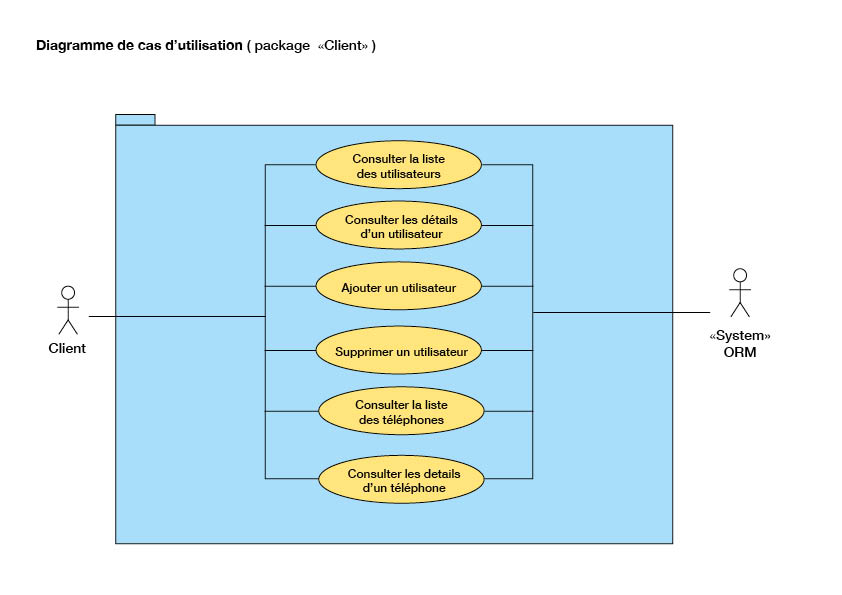 Diagramme de cas d’utilisation ( package «Client» )
Consulter la liste
des utilisateurs
Consulter les détails
d’un utilisateur
Ajouter un utilisateur
Supprimer un utilisateur
Consulter la liste
des téléphones
Consulter les details
d’un téléphone
Client
«System»
ORM